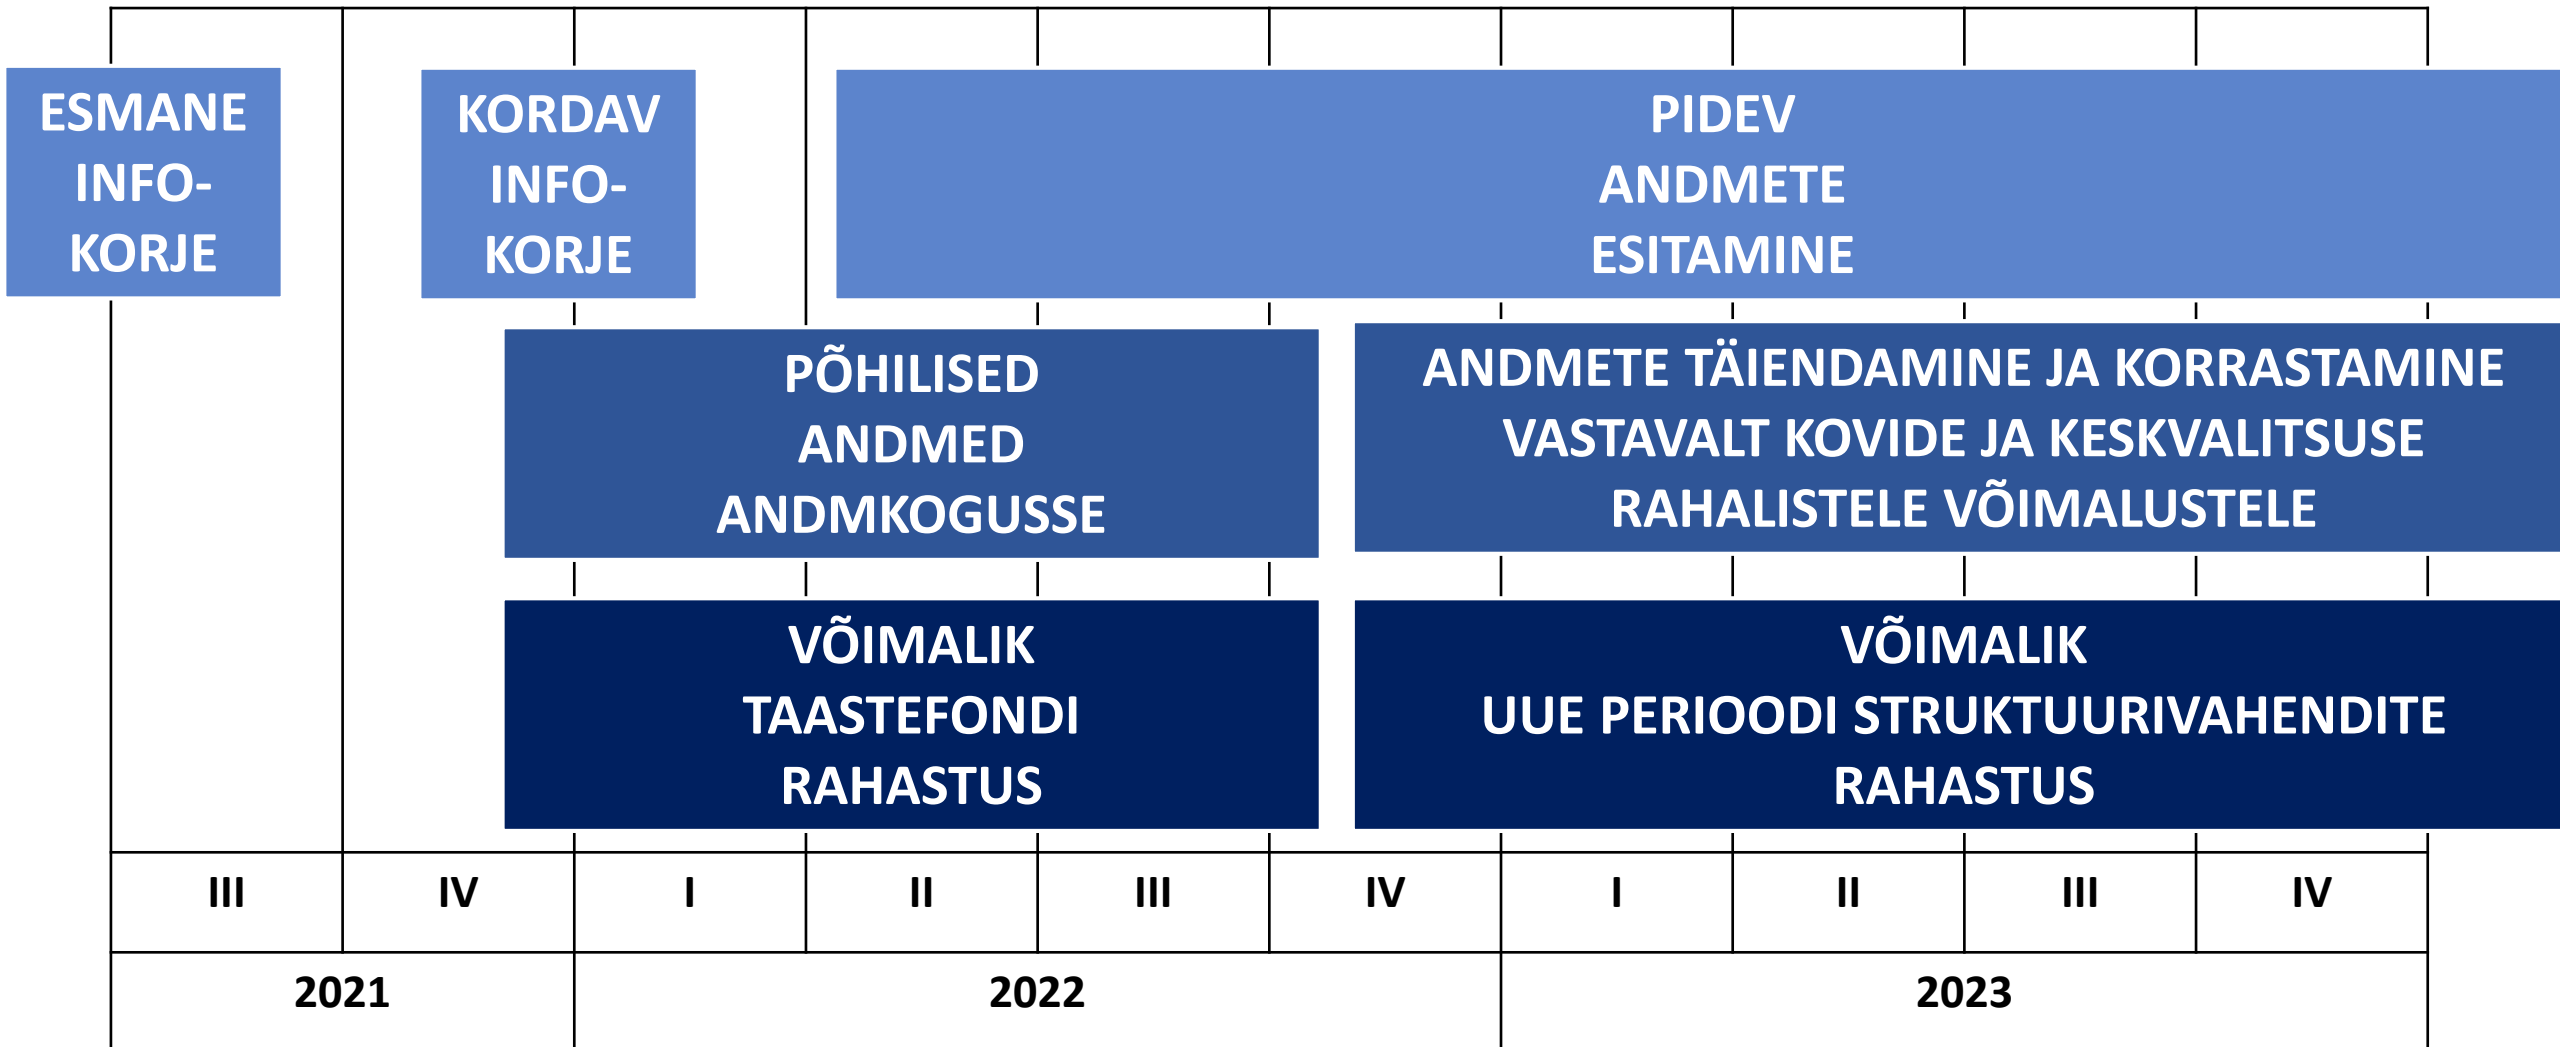 ESMANE
INFO-
KORJE
KORDAV
INFO-
KORJE
PIDEV
ANDMETE
ESITAMINE
PÕHILISED
ANDMED
ANDMKOGUSSE
ANDMETE TÄIENDAMINE JA KORRASTAMINE
VASTAVALT KOVIDE JA KESKVALITSUSE
RAHALISTELE VÕIMALUSTELE
VÕIMALIK
TAASTEFONDI
RAHASTUS
VÕIMALIK
UUE PERIOODI STRUKTUURIVAHENDITE
RAHASTUS
III IV I II III IV I II III IV
2021 2022 2023